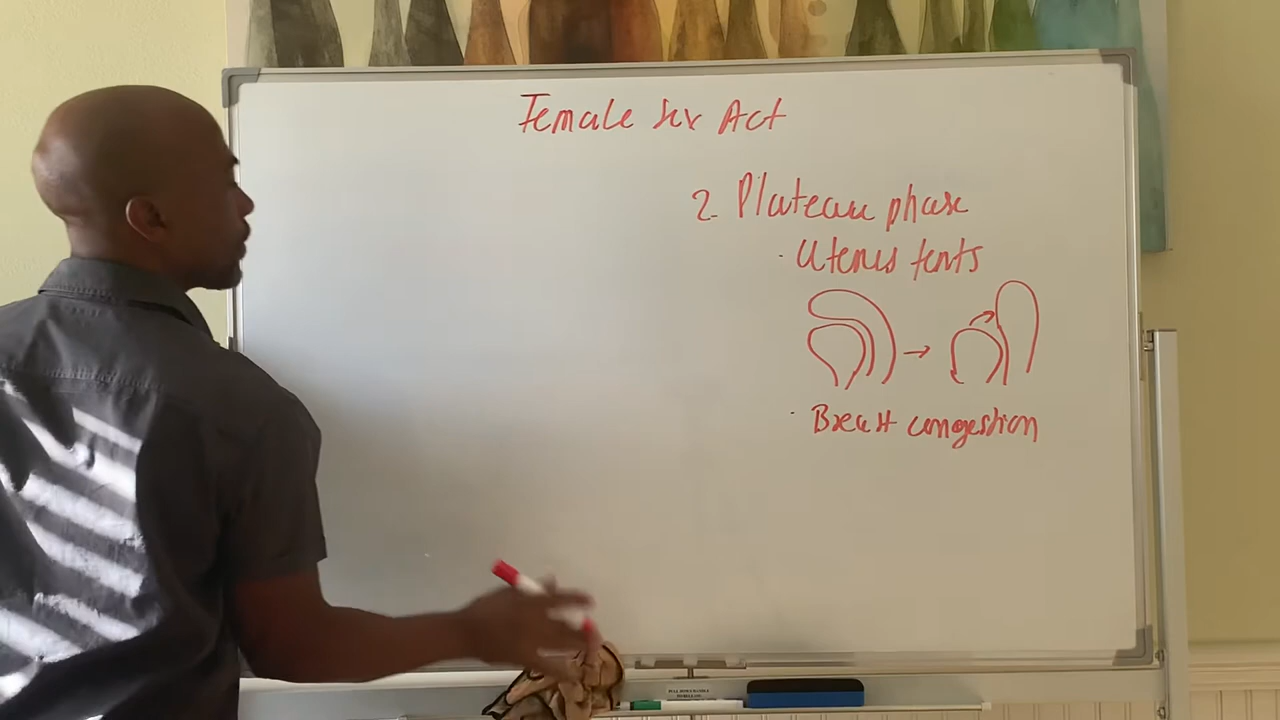 Female Sex Act
2. Plateau phase
· Uterus tents
· Breast congestion